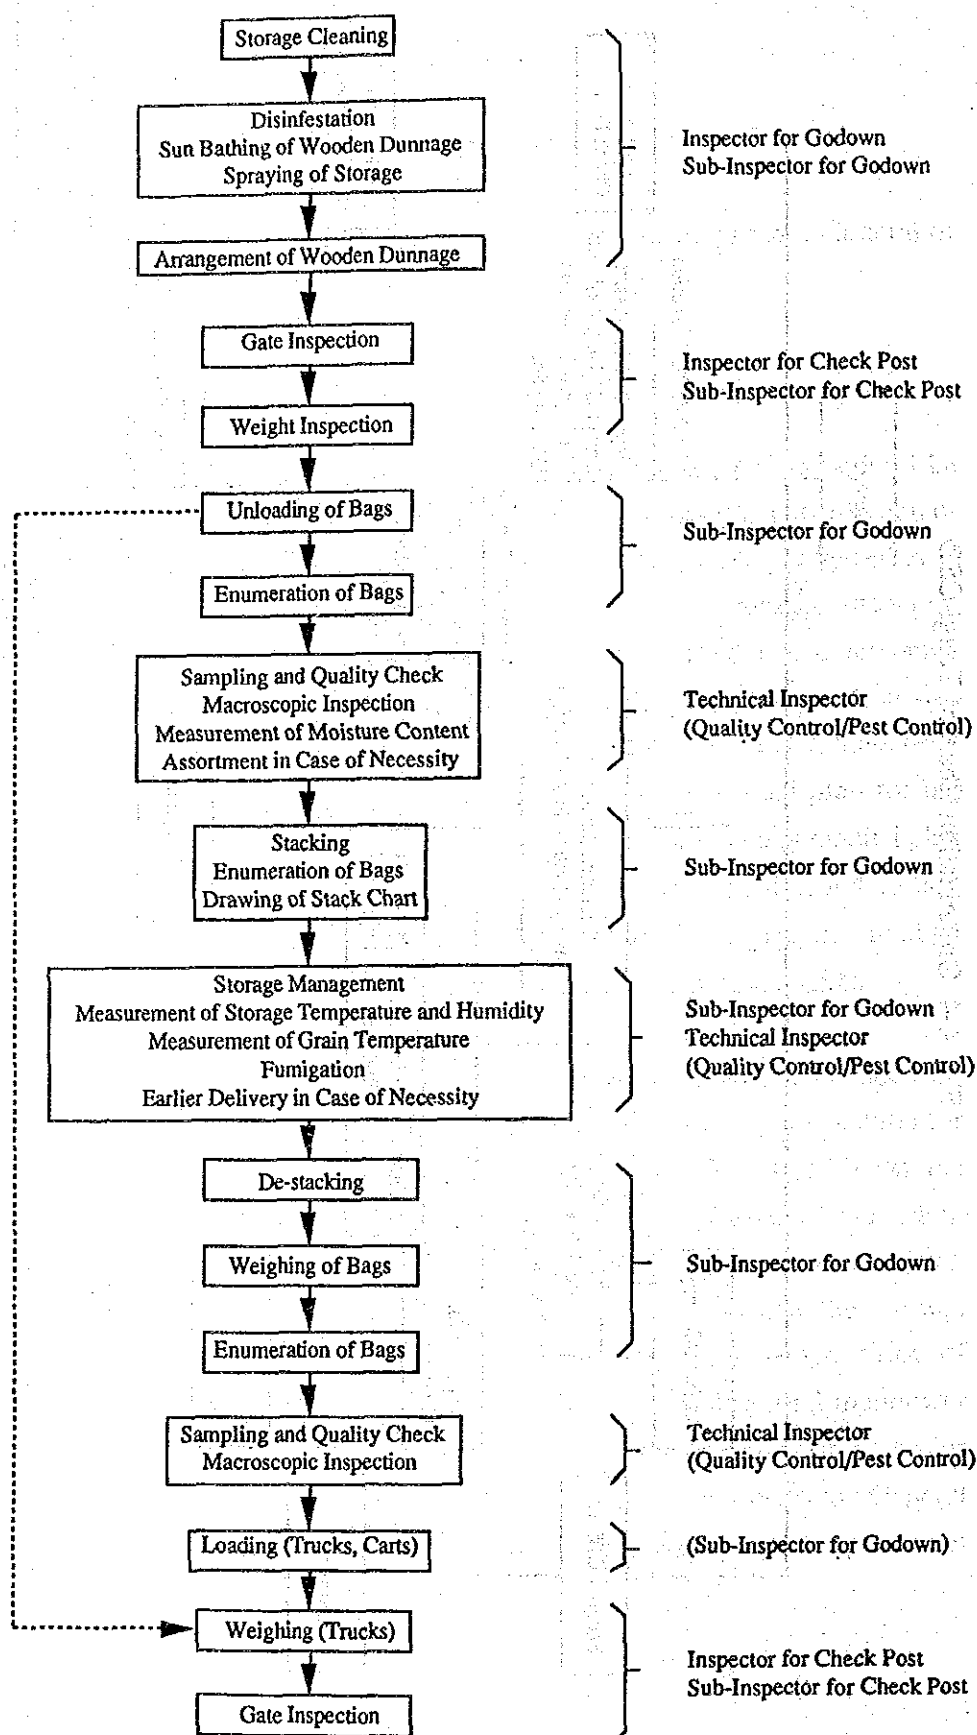 Storage Cleaning
Disinfestation
Sun Bathing of Wooden Dunnage
Spraying of Storage
Inspector for Godown
Sub-Inspector for Godown
Arrangement of Wooden Dunnage
Gate Inspection
Weight Inspection
Inspector for Check Post
Sub-Inspector for Check Post
Unloading of Bags
Enumeration of Bags
Sub-Inspector for Godown
Sampling and Quality Check
Macroscopic Inspection
Measurement of Moisture Content
Assortment in Case of Necessity
Technical Inspector
(Quality Control/Pest Control)
Stacking
Enumeration of Bags
Drawing of Stack Chart
Sub-Inspector for Godown
Storage Management
Measurement of Storage Temperature and Humidity
Measurement of Grain Temperature
Fumigation
Earlier Delivery in Case of Necessity
Sub-Inspector for Godown
Technical Inspector
(Quality Control/Pest Control)
De-stacking
Weighing of Bags
Enumeration of Bags
Sub-Inspector for Godown
Sampling and Quality Check
Macroscopic Inspection
Technical Inspector
(Quality Control/Pest Control)
Loading (Trucks, Carts)
(Sub-Inspector for Godown)
Weighing (Trucks)
Gate Inspection
Inspector for Check Post
Sub-Inspector for Check Post